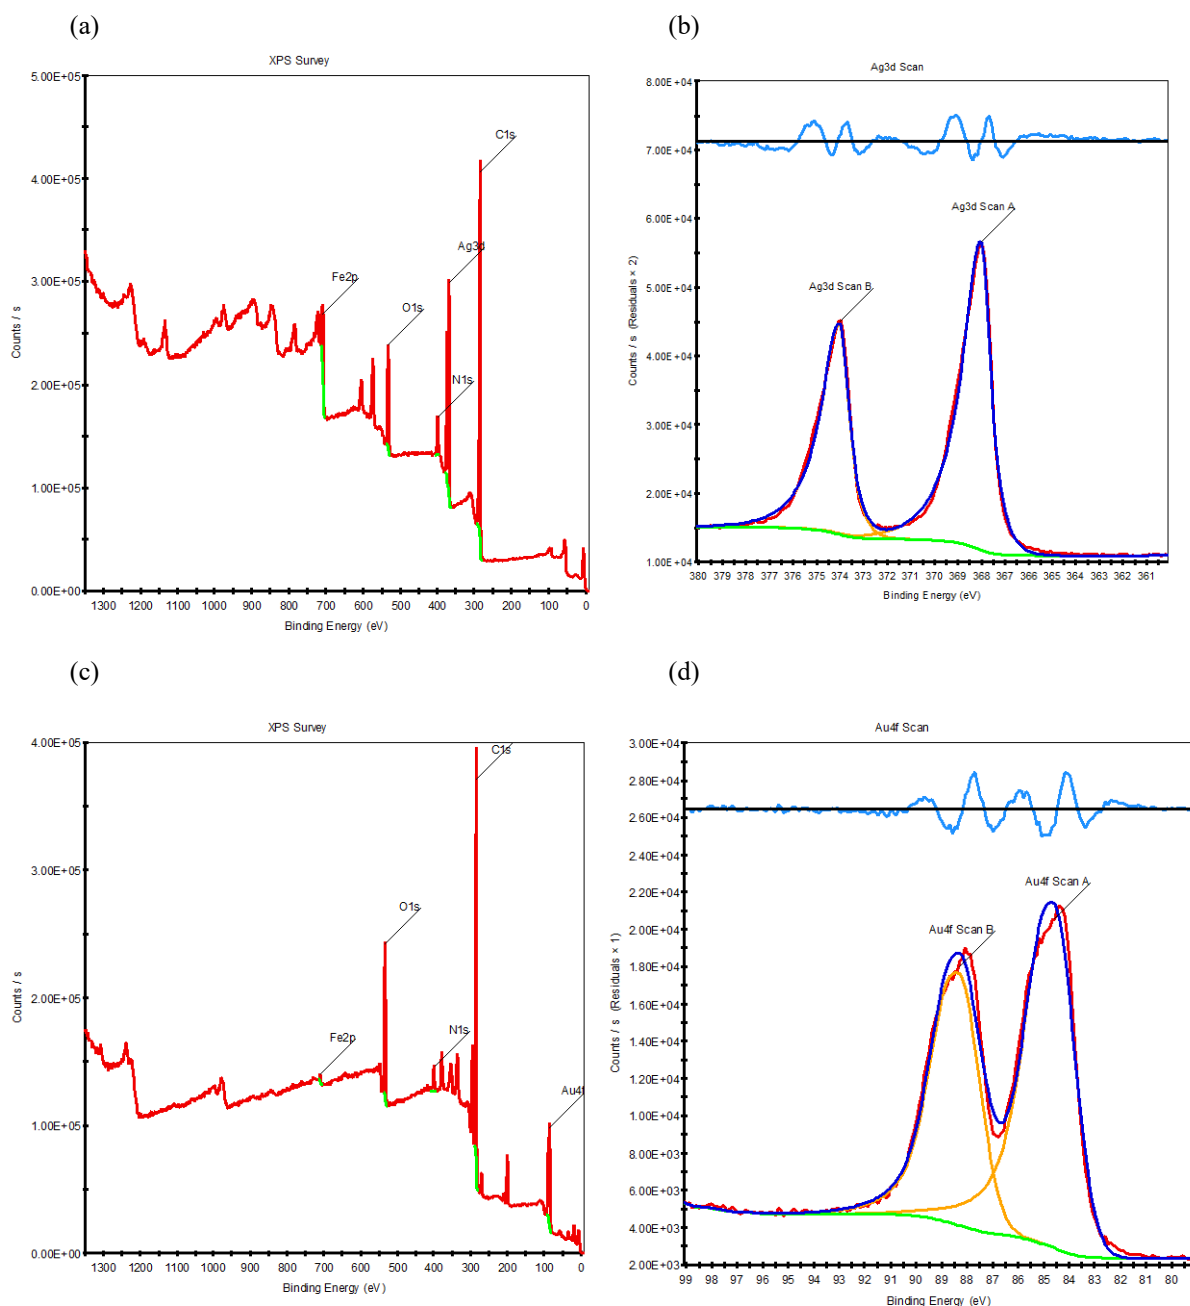 (a)
(b)
XPS Survey
5.00E+05
4.00E+05
3.00E+05
2.00E+05
1.00E+05
0.00E+00
Counts / s
C1s
Ag3d
Fe2p
O1s
N1s
1300 1200 1100 1000 900 800 700 600 500 400 300 200 100 0
Binding Energy (eV)
Ag3d Scan
8.00E+04
7.00E+04
6.00E+04
5.00E+04
4.00E+04
3.00E+04
2.00E+04
1.00E+04
Counts / s (Residuals × 2)
Ag3d Scan A
Ag3d Scan B
380 379 378 377 376 375 374 373 372 371 370 369 368 367 366 365 364 363 362 361
Binding Energy (eV)
(c)
(d)
XPS Survey
4.00E+05
3.00E+05
2.00E+05
1.00E+05
0.00E+00
Counts / s
C1s
O1s
N1s
Fe2p
Au4f
1300 1200 1100 1000 900 800 700 600 500 400 300 200 100 0
Binding Energy (eV)
Au4f Scan
3.00E+04
2.80E+04
2.60E+04
2.40E+04
2.20E+04
2.00E+04
1.80E+04
1.60E+04
1.40E+04
1.20E+04
1.00E+04
8.00E+03
6.00E+03
4.00E+03
2.00E+03
Counts / s (Residuals × 1)
Au4f Scan A
Au4f Scan B
99 98 97 96 95 94 93 92 91 90 89 88 87 86 85 84 83 82 81 80
Binding Energy (eV)